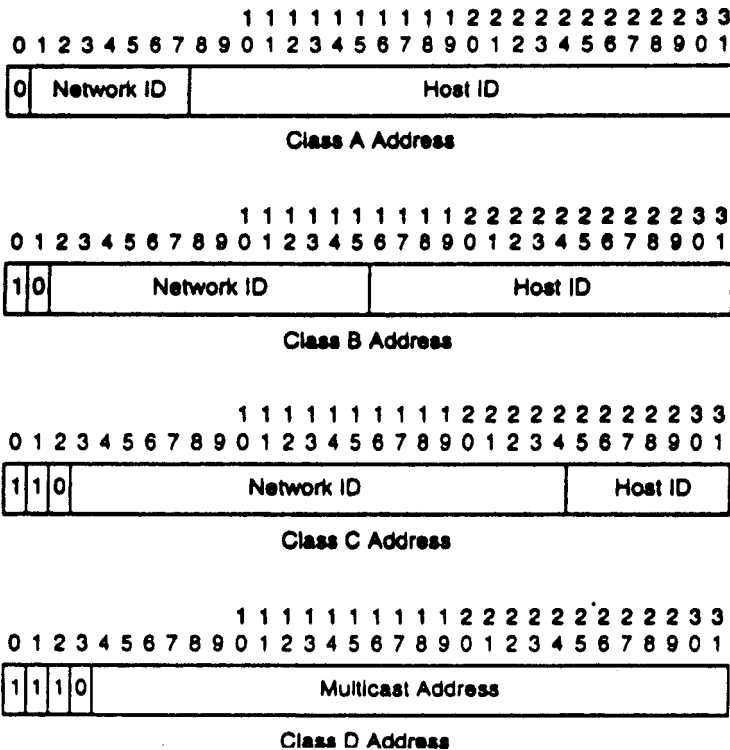 1 1 1 1 1 1 1 1 1 1 2 2 2 2 2 2 2 2 2 2 3 3
0 1 2 3 4 5 6 7 8 9 0 1 2 3 4 5 6 7 8 9 0 1 2 3 4 5 6 7 8 9 0 1
0 Network ID Host ID
Class A Address
1 1 1 1 1 1 1 1 1 1 2 2 2 2 2 2 2 2 2 2 3 3
0 1 2 3 4 5 6 7 8 9 0 1 2 3 4 5 6 7 8 9 0 1 2 3 4 5 6 7 8 9 0 1
1 0 Network ID Host ID
Class B Address
1 1 1 1 1 1 1 1 1 1 2 2 2 2 2 2 2 2 2 2 3 3
0 1 2 3 4 5 6 7 8 9 0 1 2 3 4 5 6 7 8 9 0 1 2 3 4 5 6 7 8 9 0 1
1 1 0 Network ID Host ID
Class C Address
1 1 1 1 1 1 1 1 1 1 2 2 2 2 2 2 2 2 2 2 3 3
0 1 2 3 4 5 6 7 8 9 0 1 2 3 4 5 6 7 8 9 0 1 2 3 4 5 6 7 8 9 0 1
1 1 1 0 Multicast Address
Class D Address